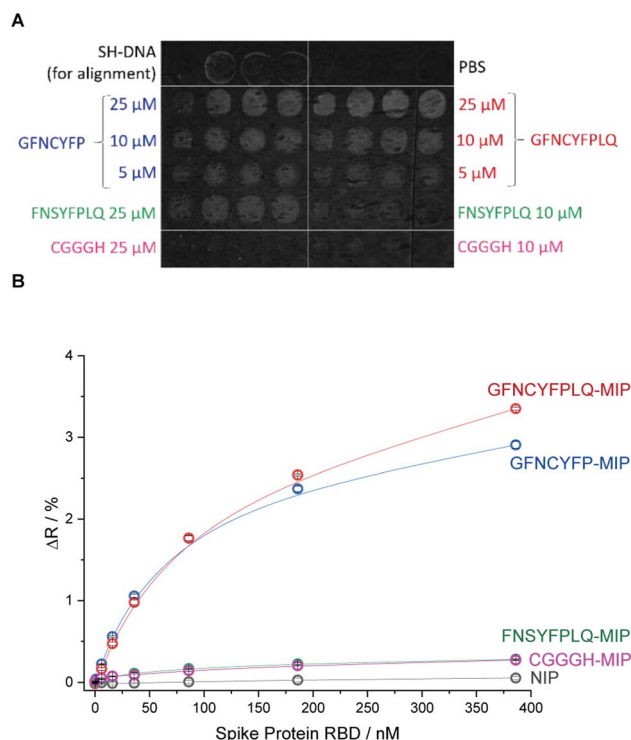 A
SH-DNA
(for alignment)
PBS
GFNCYFP
25 µM
10 µM
5 µM
25 µM
10 µM
5 µM
GFNCYFPLQ
FNSYFPLQ 25 µM
FNSYFPLQ 10 µM
CGGGH 25 µM
CGGGH 10 µM
B
4
3
2
1
0
ΔR / %
GFNCYFPLQ-MIP
GFNCYFP-MIP
FNSYFPLQ-MIP
CGGGH-MIP
NIP
0 50 100 150 200 250 300 350 400
Spike Protein RBD / nM